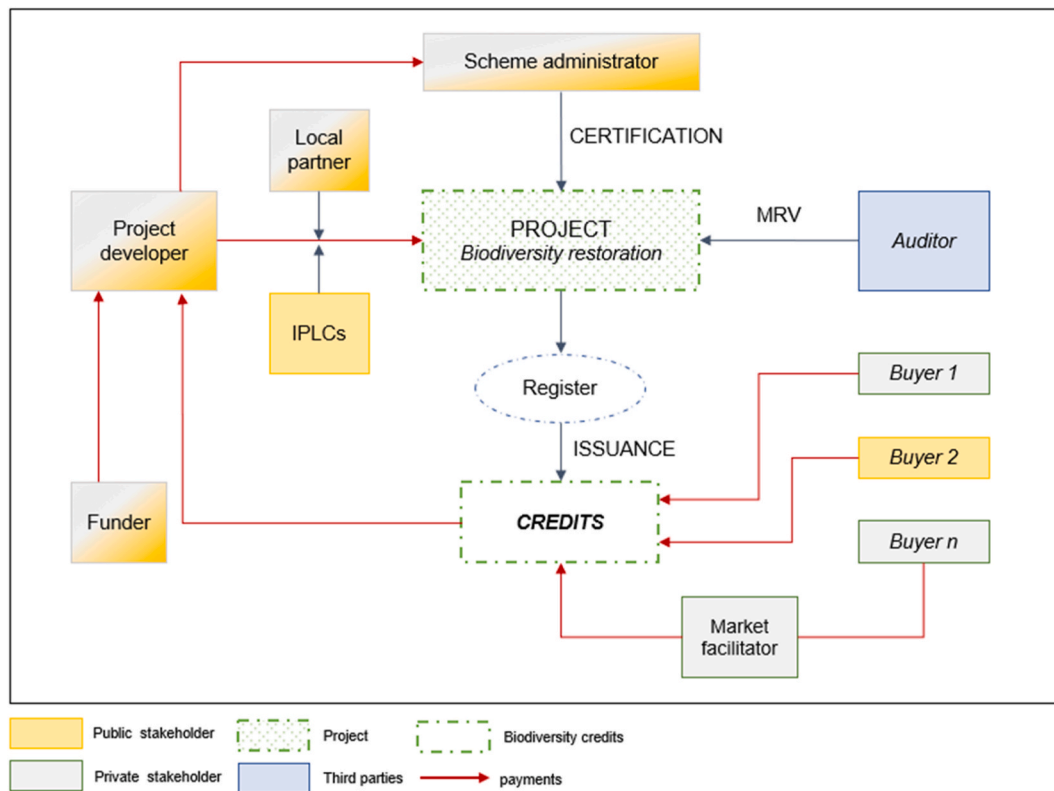 Scheme administrator
CERTIFICATION
Local
partner
Project
developer
PROJECT
Biodiversity restoration
MRV
Auditor
IPLCs
Register
Buyer 1
ISSUANCE
Buyer 2
Funder
CREDITS
Buyer n
Market
facilitator
Public stakeholder
Project
Biodiversity credits
Private stakeholder
Third parties
payments